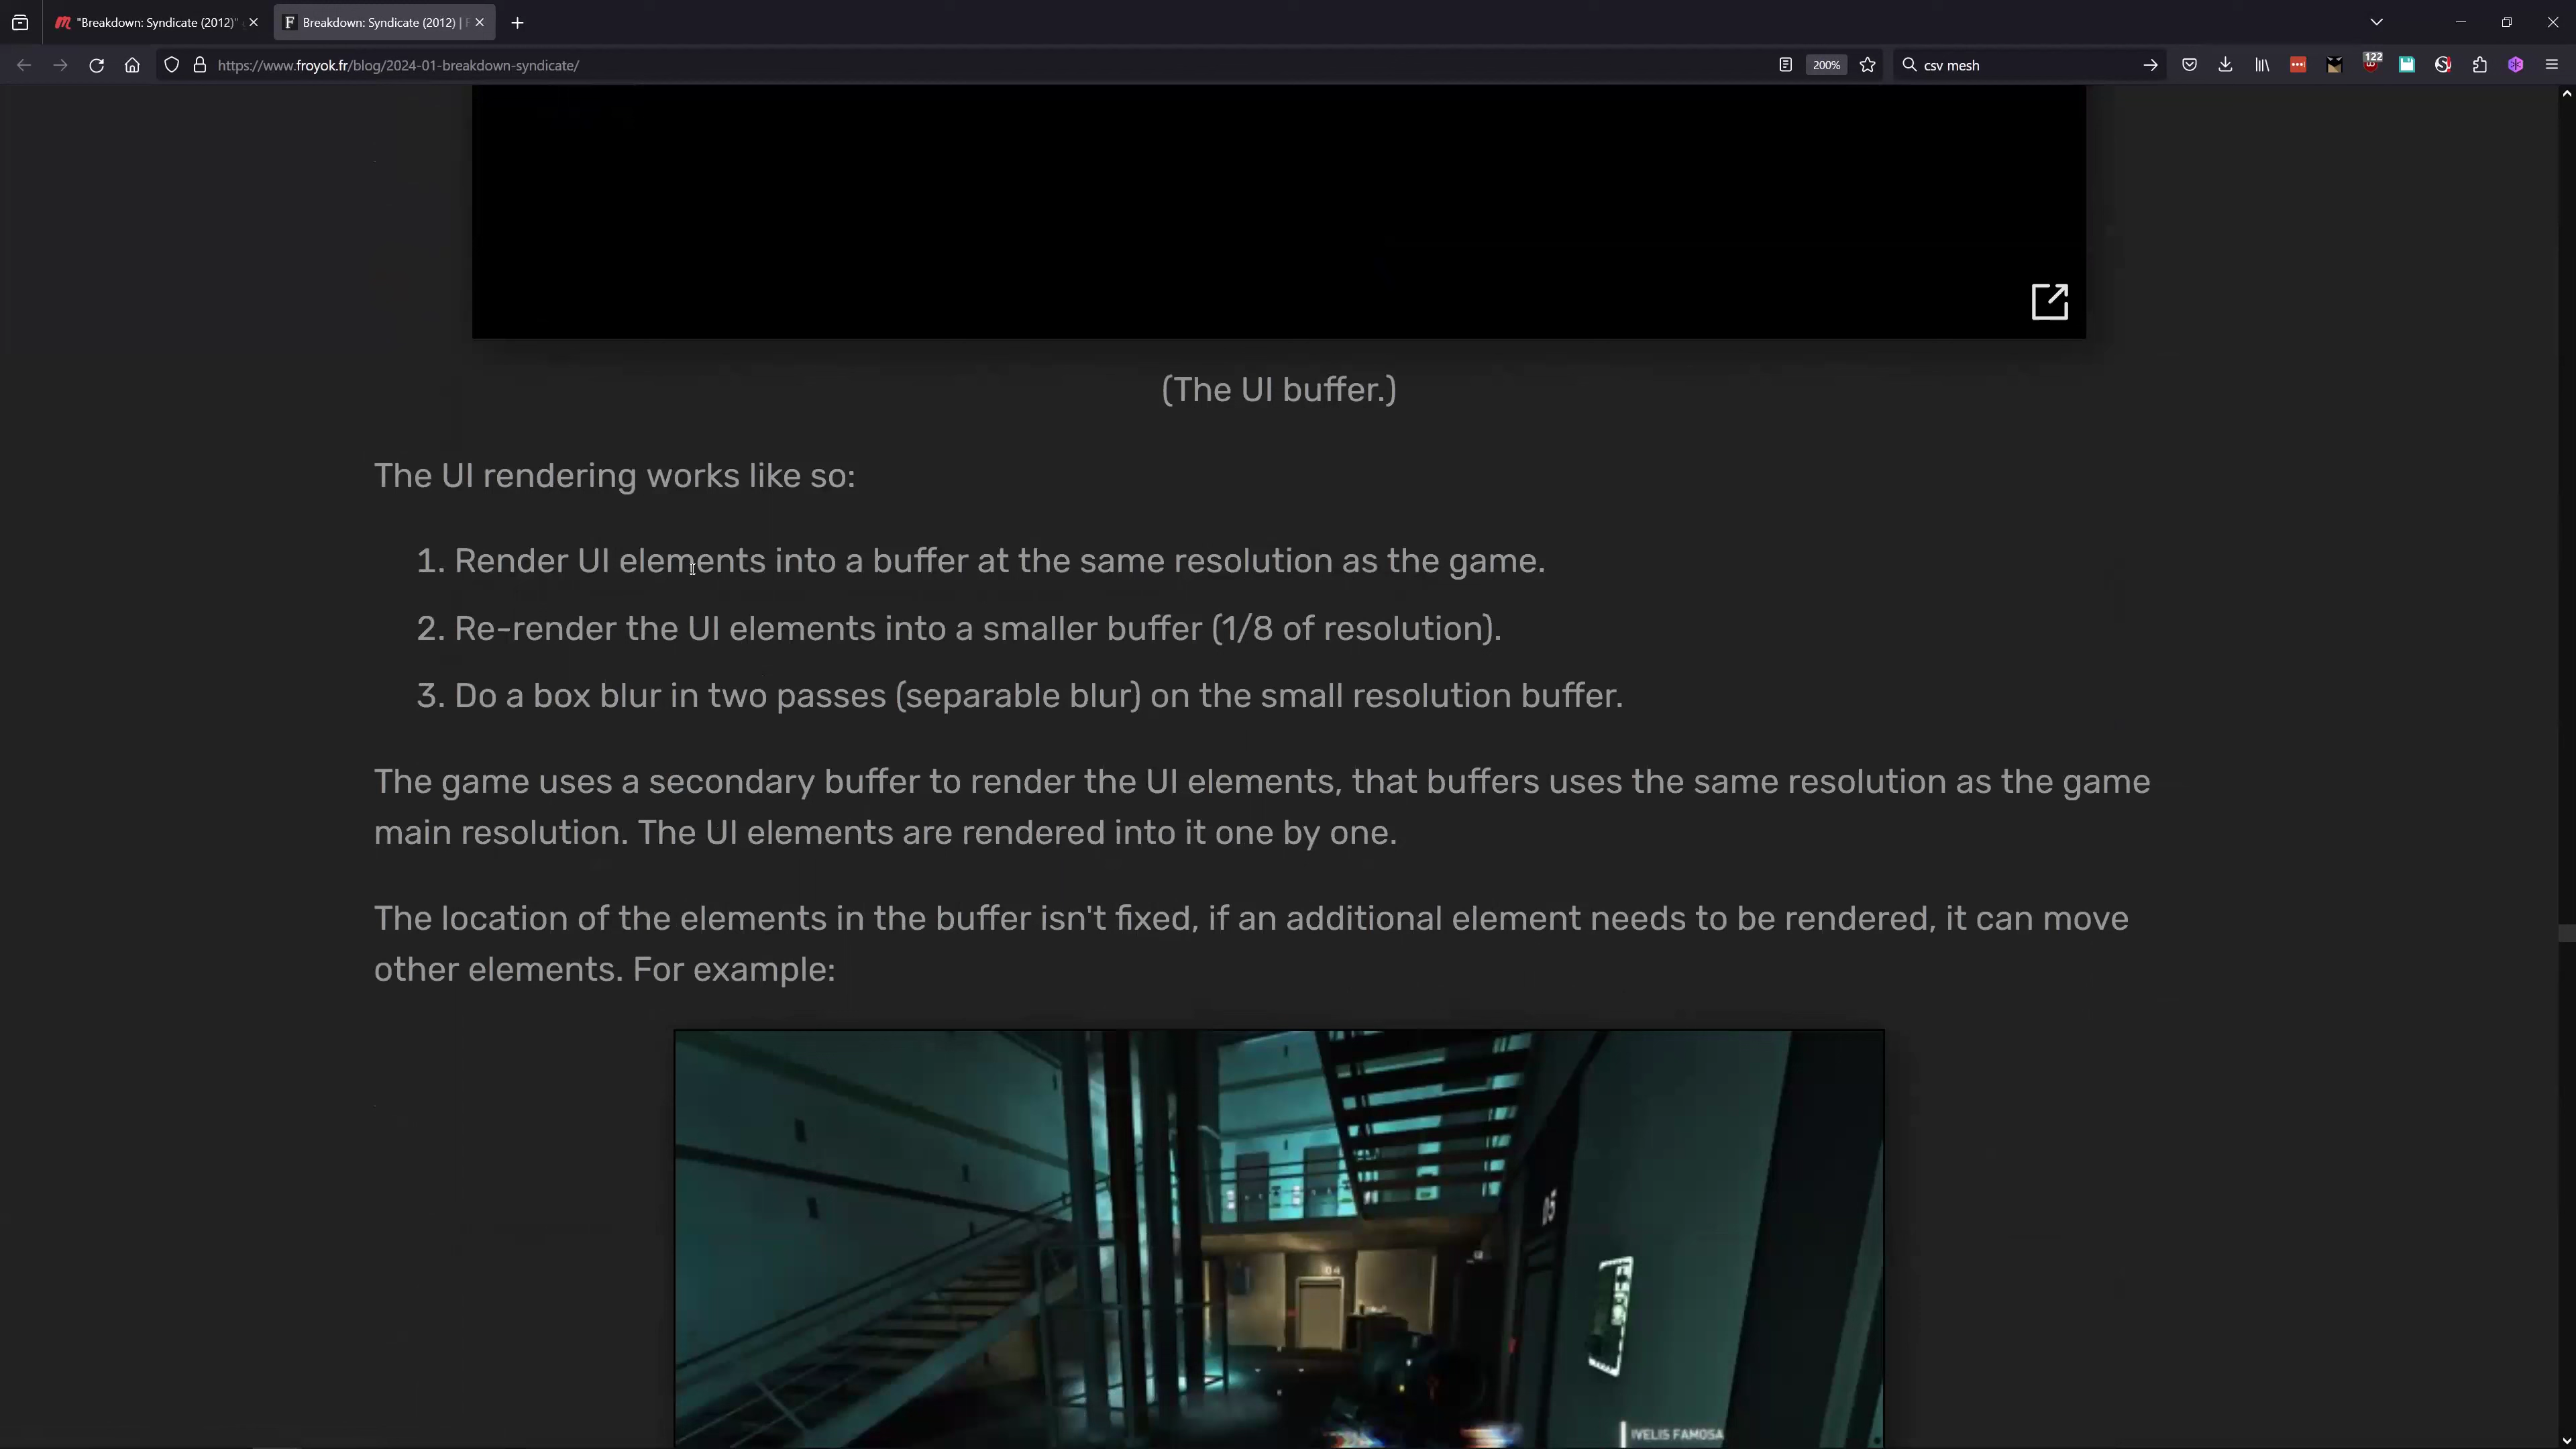 "Breakdown: Syndicate (2012)"
Breakdown: Syndicate (2012) |
https://www.froyok.fr/blog/2024-01-breakdown-syndicate/
200%
csv mesh
122
(The UI buffer.)
The UI rendering works like so:
1. Render UI elements into a buffer at the same resolution as the game.
2. Re-render the UI elements into a smaller buffer (1/8 of resolution).
3. Do a box blur in two passes (separable blur) on the small resolution buffer.
The game uses a secondary buffer to render the UI elements, that buffers uses the same resolution as the game
main resolution. The UI elements are rendered into it one by one.
The location of the elements in the buffer isn't fixed, if an additional element needs to be rendered, it can move
other elements. For example:
05
04
IVELIS FAMOSA